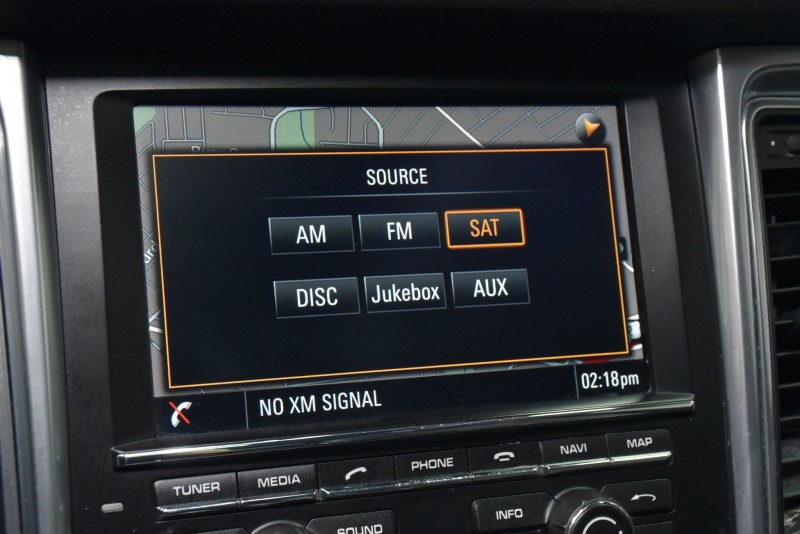 SOURCE
AM FM SAT
DISC Jukebox AUX
NO XM SIGNAL 02:18pm
TUNER MEDIA PHONE NAVI MAP
SOUND INFO